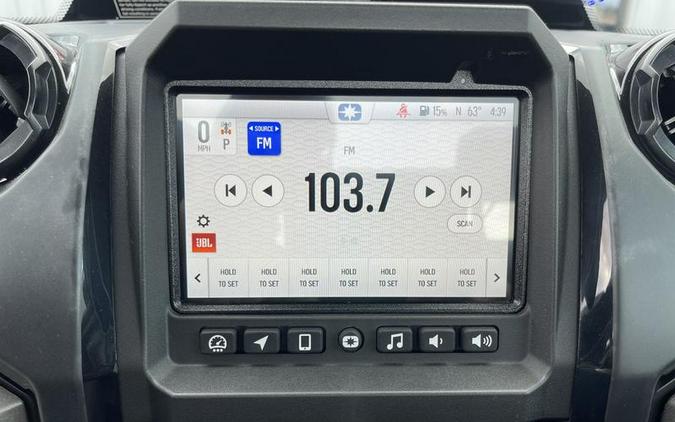 15% N 63° 4:39
0 MPH P
◄ SOURCE ►
FM
FM
103.7
SCAN
JBL
HOLD TO SET HOLD TO SET HOLD TO SET HOLD TO SET HOLD TO SET HOLD TO SET HOLD TO SET